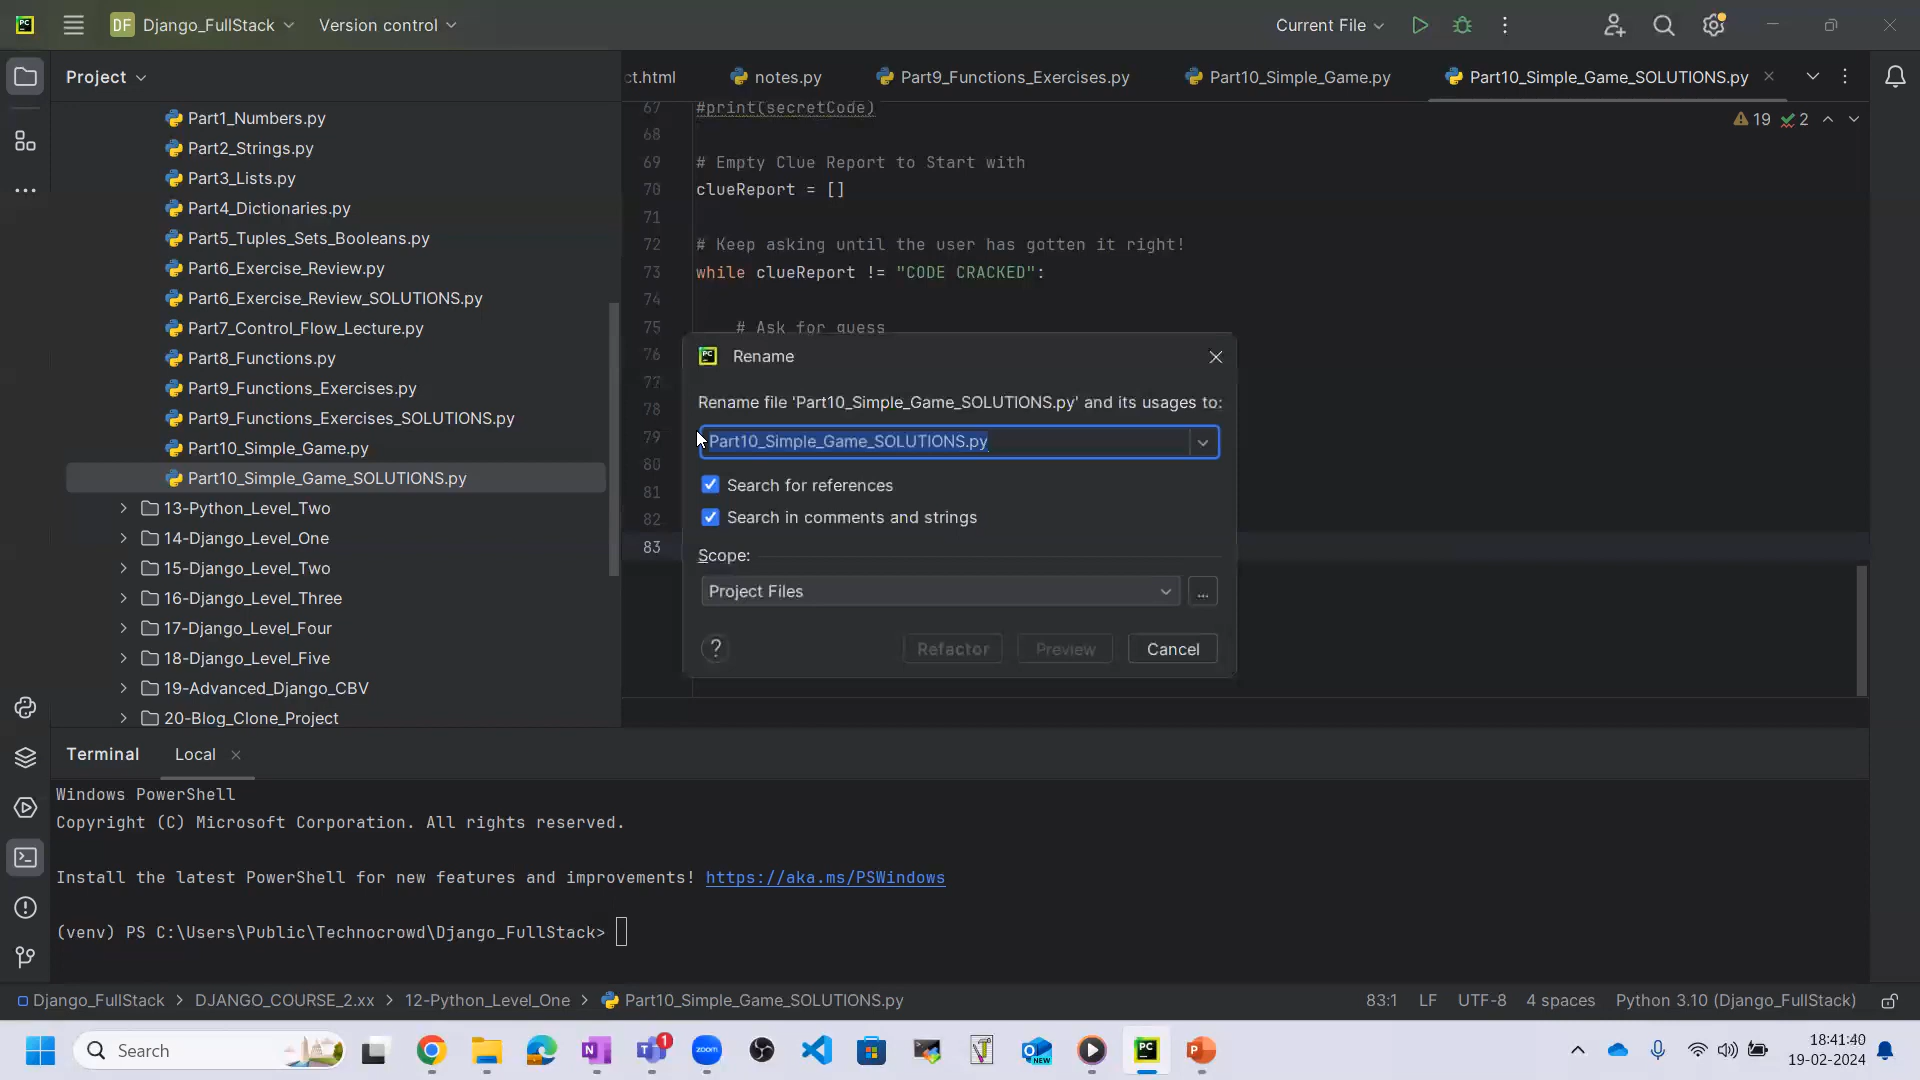 DF Django_FullStack
Version control
Current File
Project
ct.html
notes.py
Part9_Functions_Exercises.py
Part10_Simple_Game.py
Part10_Simple_Game_SOLUTIONS.py
Part1_Numbers.py
Part2_Strings.py
Part3_Lists.py
Part4_Dictionaries.py
Part5_Tuples_Sets_Booleans.py
Part6_Exercise_Review.py
Part6_Exercise_Review_SOLUTIONS.py
Part7_Control_Flow_Lecture.py
Part8_Functions.py
Part9_Functions_Exercises.py
Part9_Functions_Exercises_SOLUTIONS.py
Part10_Simple_Game.py
Part10_Simple_Game_SOLUTIONS.py
13-Python_Level_Two
14-Django_Level_One
15-Django_Level_Two
16-Django_Level_Three
17-Django_Level_Four
18-Django_Level_Five
19-Advanced_Django_CBV
20-Blog_Clone_Project
67 #print(secretCode)
19 2
68
69 # Empty Clue Report to Start with
70 clueReport = []
71
72 # Keep asking until the user has gotten it right!
73 while clueReport != "CODE CRACKED":
74
75 # Ask for guess
76
77
78
79
80
81
82
83
Rename
Rename file 'Part10_Simple_Game_SOLUTIONS.py' and its usages to:
Part10_Simple_Game_SOLUTIONS.py
Search for references
Search in comments and strings
Scope:
Project Files
...
? Refactor Preview Cancel
Terminal Local
Windows PowerShell
Copyright (C) Microsoft Corporation. All rights reserved.
Install the latest PowerShell for new features and improvements! https://aka.ms/PSWindows
(venv) PS C:\Users\Public\Technocrowd\Django_FullStack>
Django_FullStack > DJANGO_COURSE_2.xx > 12-Python_Level_One > Part10_Simple_Game_SOLUTIONS.py
83:1 LF UTF-8 4 spaces Python 3.10 (Django_FullStack)
Search
1
zoom
NEW
PC
18:41:40
19-02-2024